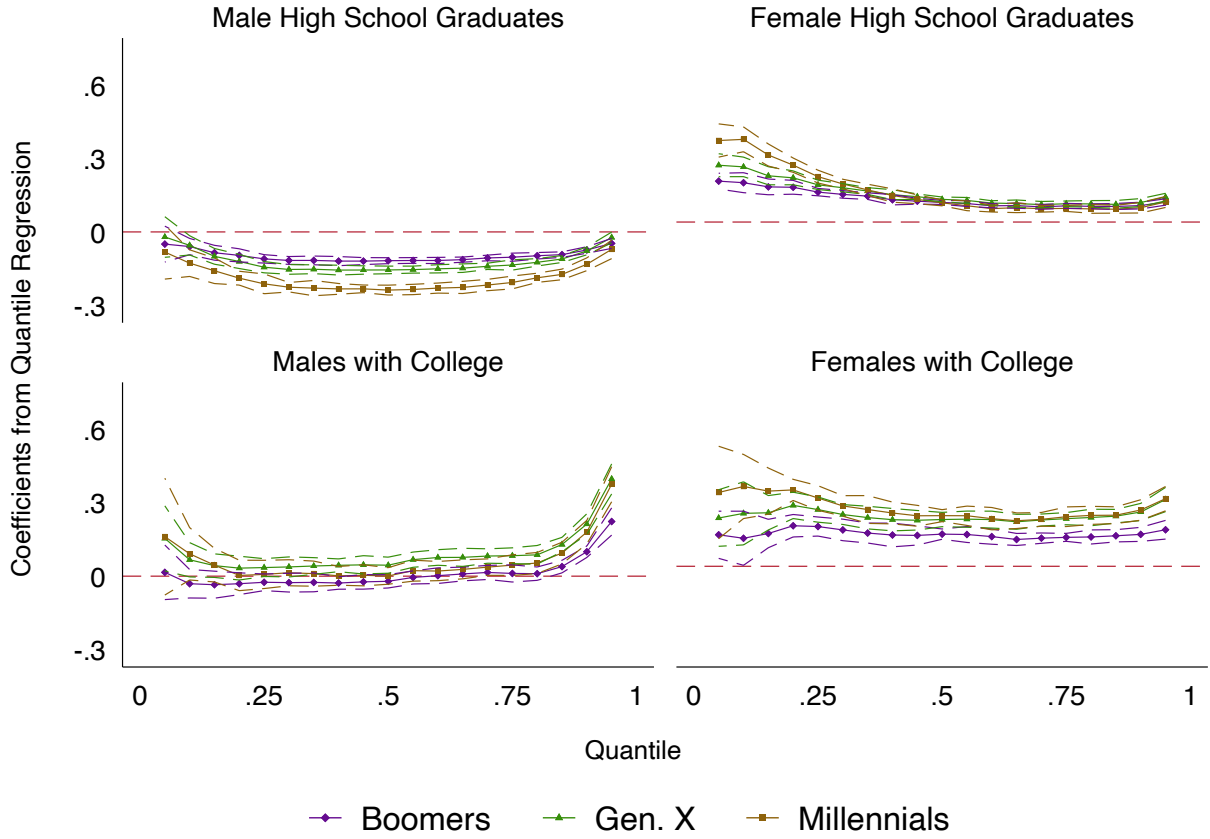 Male High School Graduates
Female High School Graduates
.6
.3
0
-.3
Males with College
Females with College
.6
.3
0
-.3
0 .25 .5 .75 1
0 .25 .5 .75 1
Coefficients from Quantile Regression
Quantile
Boomers Gen. X Millennials